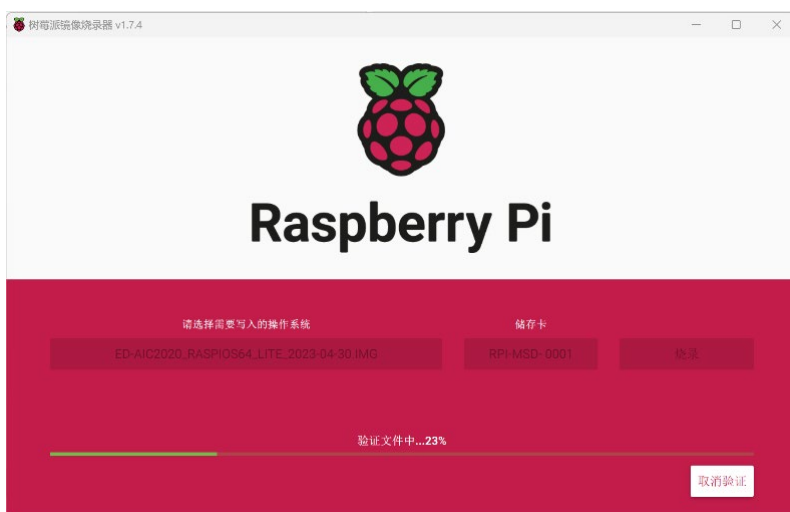 树莓派镜像烧录器 v1.7.4
Raspberry Pi
请选择需要写入的操作系统
储存卡
ED-AIC2020_RASPIOS64_LITE_2023-04-30.IMG
RPI-MSD- 0001
烧录
验证文件中...23%
取消验证